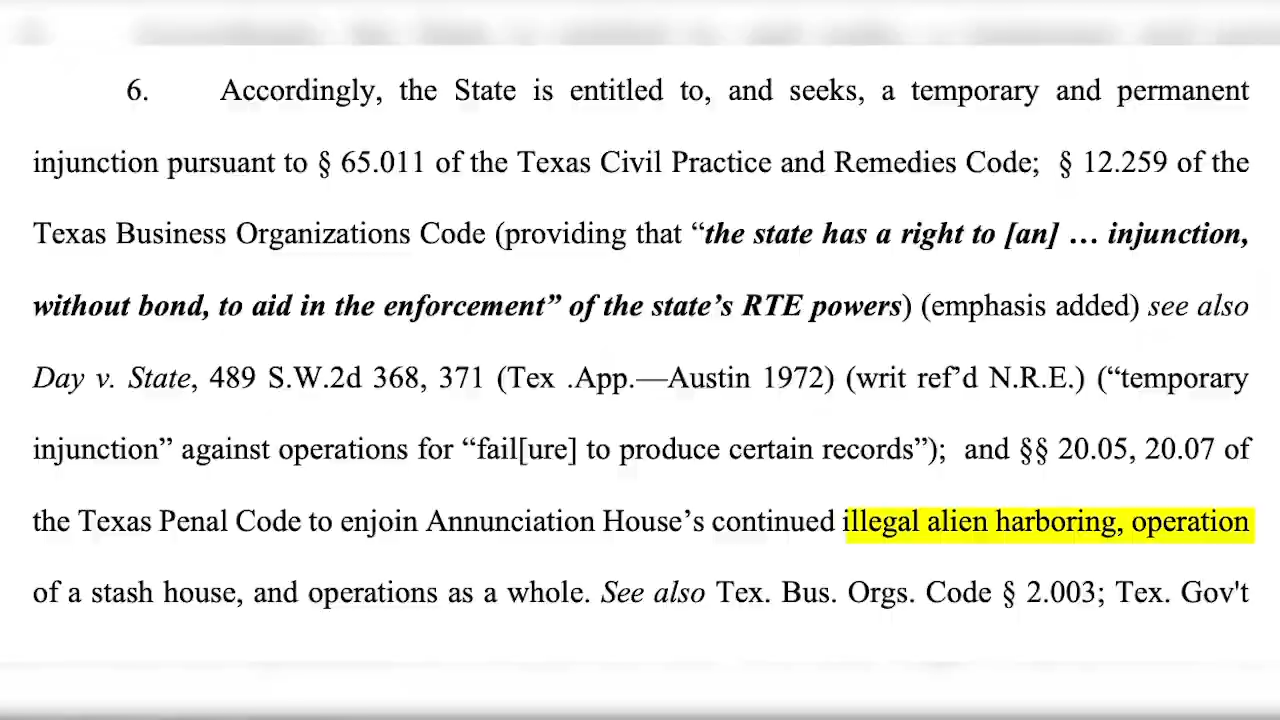 6. Accordingly, the State is entitled to, and seeks, a temporary and permanent
injunction pursuant to § 65.011 of the Texas Civil Practice and Remedies Code; § 12.259 of the
Texas Business Organizations Code (providing that “the state has a right to [an] … injunction,
without bond, to aid in the enforcement” of the state’s RTE powers) (emphasis added) see also
Day v. State, 489 S.W.2d 368, 371 (Tex .App.—Austin 1972) (writ ref’d N.R.E.) (“temporary
injunction” against operations for “fail[ure] to produce certain records”); and §§ 20.05, 20.07 of
the Texas Penal Code to enjoin Annunciation House’s continued illegal alien harboring, operation
of a stash house, and operations as a whole. See also Tex. Bus. Orgs. Code § 2.003; Tex. Gov't